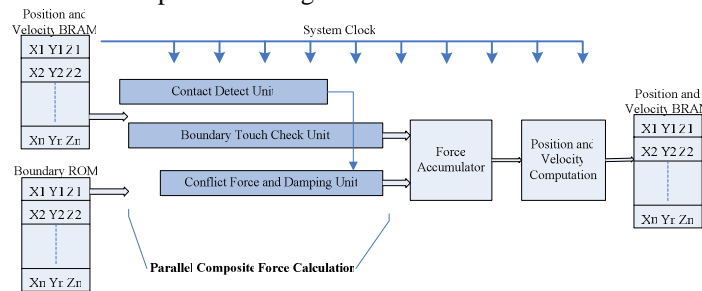 Position and
Velocity BRAM
X1 Y1 Z1
X2 Y2 Z2
Xn Yr Zn
Boundary ROM
X1 Y1 Z1
X2 Y2 Z2
Xn Yr Zn
System Clock
Contact Detect Unit
Boundary Touch Check Unit
Conflict Force and Damping Unit
Parallel Composite Force Calculation
Force
Accumulator
Position and
Velocity
Computation
Position and
Velocity BRAM
X1 Y1 Z1
X2 Y2 Z2
Xn Yr Zn